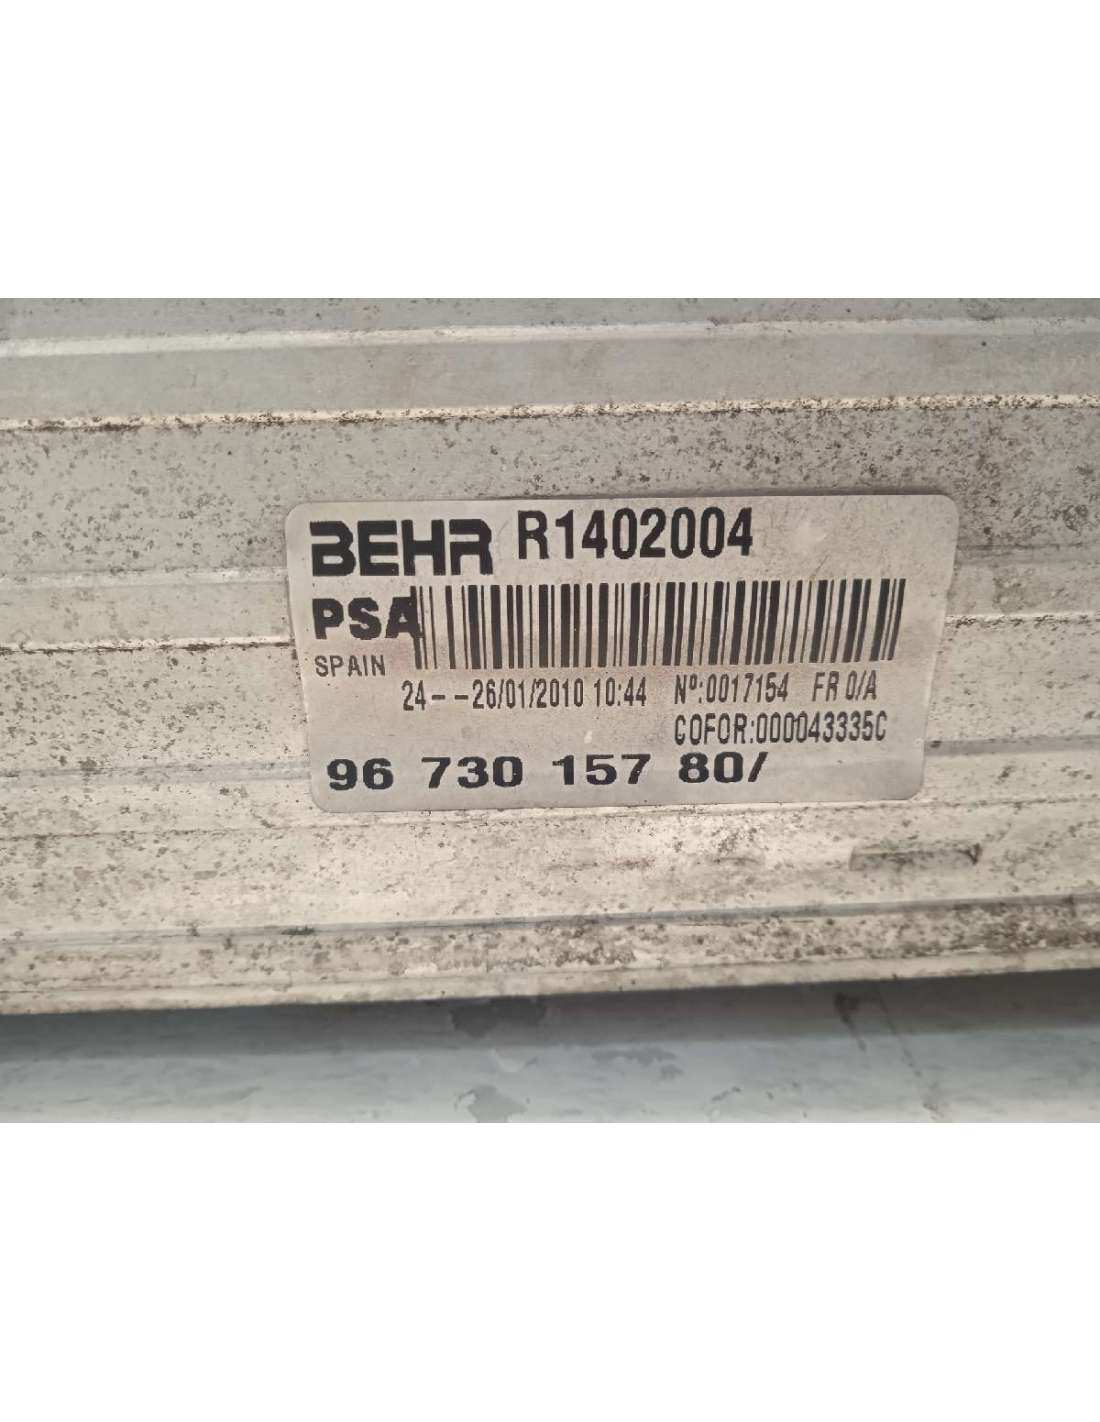 BEHR R1402004
PSA
SPAIN
24--26/01/2010 10:44 Nº:0017154 FR 0/A
COFOR:000043335C
96 730 157 80/